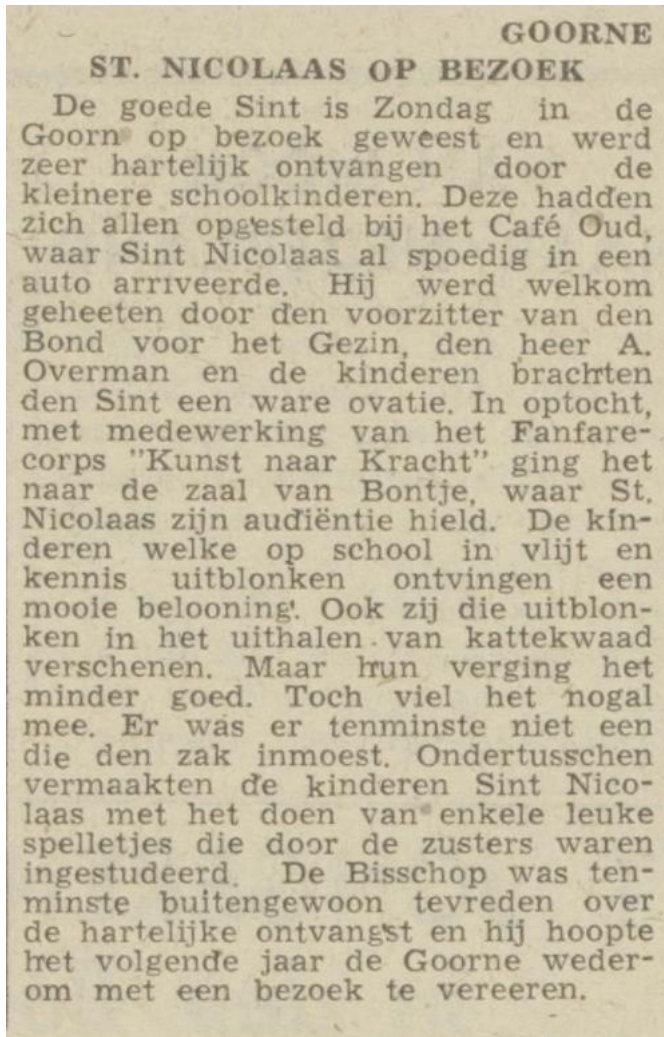 GOORNE
ST. NICOLAAS OP BEZOEK
De goede Sint is Zondag in de
Goorn op bezoek geweest en werd
zeer hartelijk ontvangen door de
kleinere schoolkinderen. Deze hadden
zich allen opgesteld bij het Café Oud,
waar Sint Nicolaas al spoedig in een
auto arriveerde. Hij werd welkom
geheeten door den voorzitter van den
Bond voor het Gezin, den heer A.
Overman en de kinderen brachten
den Sint een ware ovatie. In optocht,
met medewerking van het Fanfare-
corps "Kunst naar Kracht" ging het
naar de zaal van Bontje, waar St.
Nicolaas zijn audiëntie hield. De kin-
deren welke op school in vlijt en
kennis uitblonken ontvingen een
mooie belooning. Ook zij die uitblon-
ken in het uithalen van kattekwaad
verschenen. Maar hun verging het
minder goed. Toch viel het nogal
mee. Er was er tenminste niet een
die den zak inmoest. Ondertusschen
vermaakten de kinderen Sint Nico-
laas met het doen van enkele leuke
spelletjes die door de zusters waren
ingestudeerd. De Bisschop was ten-
minste buitengewoon tevreden over
de hartelijke ontvangst en hij hoopte
het volgende jaar de Goorne weder-
om met een bezoek te vereeren.